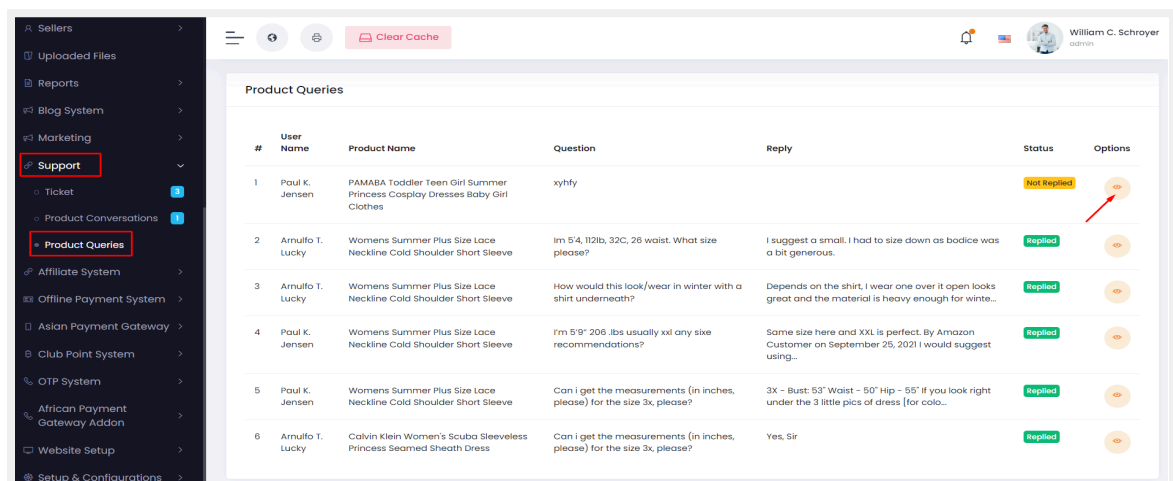 Sellers
Uploaded Files
Reports
Blog System
Marketing
Support
Ticket 3
Product Conversations 1
Product Queries
Affiliate System
Offline Payment System
Asian Payment Gateway
Club Point System
OTP System
African Payment
Gateway Addon
Website Setup
Setup & Configurations
Clear Cache
William C. Schroyer
admin
Product Queries
# User Name Product Name Question Reply Status Options
1 Paul K. PAMABA Toddler Teen Girl Summer xyhfy Not Replied
Jensen Princess Cosplay Dresses Baby Girl
Clothes
2 Arnulfo T. Womens Summer Plus Size Lace Im 5'4, 112lb, 32C, 26 waist. What size I suggest a small. I had to size down as bodice was Replied
Lucky Neckline Cold Shoulder Short Sleeve please? a bit generous.
3 Arnulfo T. Womens Summer Plus Size Lace How would this look/wear in winter with a Depends on the shirt, I wear one over it open looks Replied
Lucky Neckline Cold Shoulder Short Sleeve shirt underneath? great and the material is heavy enough for winte...
4 Paul K. Womens Summer Plus Size Lace I'm 5'9" 206 .lbs usually xxl any sixe Same size here and XXL is perfect. By Amazon Replied
Jensen Neckline Cold Shoulder Short Sleeve recommendations? Customer on September 25, 2021 I would suggest
using...
5 Paul K. Womens Summer Plus Size Lace Can i get the measurements (in inches, 3X - Bust: 53" Waist - 50" Hip - 55" If you look right Replied
Jensen Neckline Cold Shoulder Short Sleeve please) for the size 3x, please? under the 3 little pics of dress [for colo...
6 Arnulfo T. Calvin Klein Women's Scuba Sleeveless Can i get the measurements (in inches, Yes, Sir Replied
Lucky Princess Seamed Sheath Dress please) for the size 3x, please?